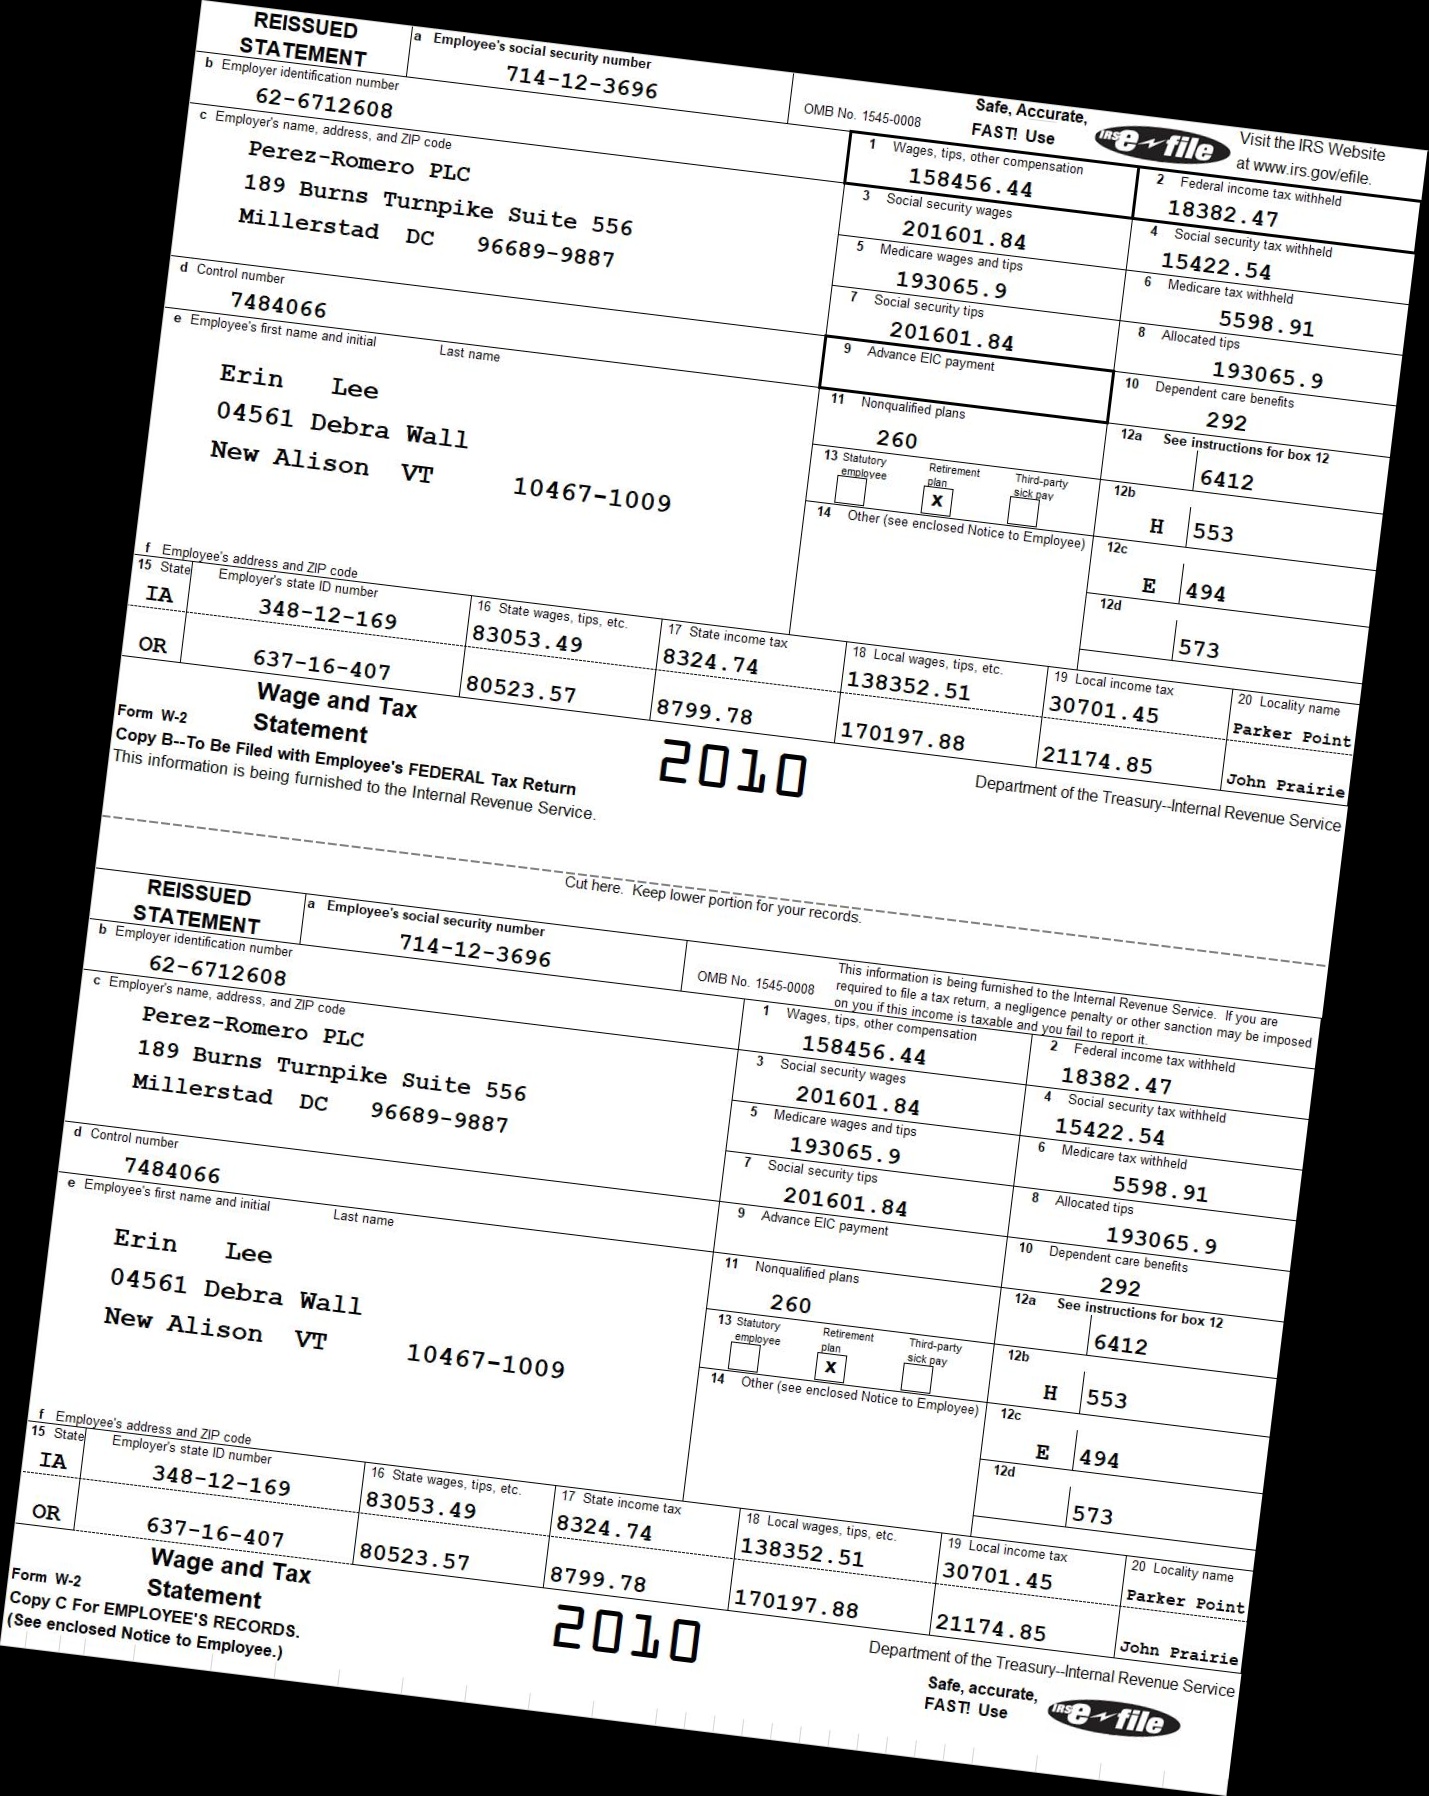 REISSUED
STATEMENT
a Employee's social security number
714-12-3696
OMB No. 1545-0008
Safe, Accurate,
FAST! Use
IRS e-file
Visit the IRS Website
at www.irs.gov/efile.
b Employer identification number
62-6712608
c Employer's name, address, and ZIP code
Perez-Romero PLC
189 Burns Turnpike Suite 556
Millerstad DC 96689-9887
1 Wages, tips, other compensation
158456.44
2 Federal income tax withheld
18382.47
3 Social security wages
201601.84
4 Social security tax withheld
15422.54
5 Medicare wages and tips
193065.9
6 Medicare tax withheld
5598.91
d Control number
7484066
7 Social security tips
201601.84
8 Allocated tips
193065.9
e Employee's first name and initial Last name
Erin Lee
04561 Debra Wall
New Alison VT 10467-1009
9 Advance EIC payment
10 Dependent care benefits
292
11 Nonqualified plans
260
12a See instructions for box 12
6412
13 Statutory employee Retirement plan Third-party sick pay
x
12b
H 553
14 Other (see enclosed Notice to Employee)
12c
E 494
12d
573
f Employee's address and ZIP code
15 State Employer's state ID number
16 State wages, tips, etc.
17 State income tax
18 Local wages, tips, etc.
19 Local income tax
20 Locality name
IA 348-12-169 83053.49 8324.74 138352.51 30701.45 Parker Point
OR 637-16-407 80523.57 8799.78 170197.88 21174.85 John Prairie
Form W-2
Wage and Tax
Statement
2010
Department of the Treasury--Internal Revenue Service
Copy B--To Be Filed with Employee's FEDERAL Tax Return
This information is being furnished to the Internal Revenue Service.
Cut here. Keep lower portion for your records.
REISSUED
STATEMENT
a Employee's social security number
714-12-3696
OMB No. 1545-0008
This information is being furnished to the Internal Revenue Service. If you are
required to file a tax return, a negligence penalty or other sanction may be imposed
on you if this income is taxable and you fail to report it.
b Employer identification number
62-6712608
c Employer's name, address, and ZIP code
Perez-Romero PLC
189 Burns Turnpike Suite 556
Millerstad DC 96689-9887
1 Wages, tips, other compensation
158456.44
2 Federal income tax withheld
18382.47
3 Social security wages
201601.84
4 Social security tax withheld
15422.54
5 Medicare wages and tips
193065.9
6 Medicare tax withheld
5598.91
d Control number
7484066
7 Social security tips
201601.84
8 Allocated tips
193065.9
e Employee's first name and initial Last name
Erin Lee
04561 Debra Wall
New Alison VT 10467-1009
9 Advance EIC payment
10 Dependent care benefits
292
11 Nonqualified plans
260
12a See instructions for box 12
6412
13 Statutory employee Retirement plan Third-party sick pay
x
12b
H 553
14 Other (see enclosed Notice to Employee)
12c
E 494
12d
573
f Employee's address and ZIP code
15 State Employer's state ID number
16 State wages, tips, etc.
17 State income tax
18 Local wages, tips, etc.
19 Local income tax
20 Locality name
IA 348-12-169 83053.49 8324.74 138352.51 30701.45 Parker Point
OR 637-16-407 80523.57 8799.78 170197.88 21174.85 John Prairie
Form W-2
Wage and Tax
Statement
2010
Department of the Treasury--Internal Revenue Service
Copy C For EMPLOYEE'S RECORDS.
(See enclosed Notice to Employee.)
Safe, accurate,
FAST! Use
IRS e-file